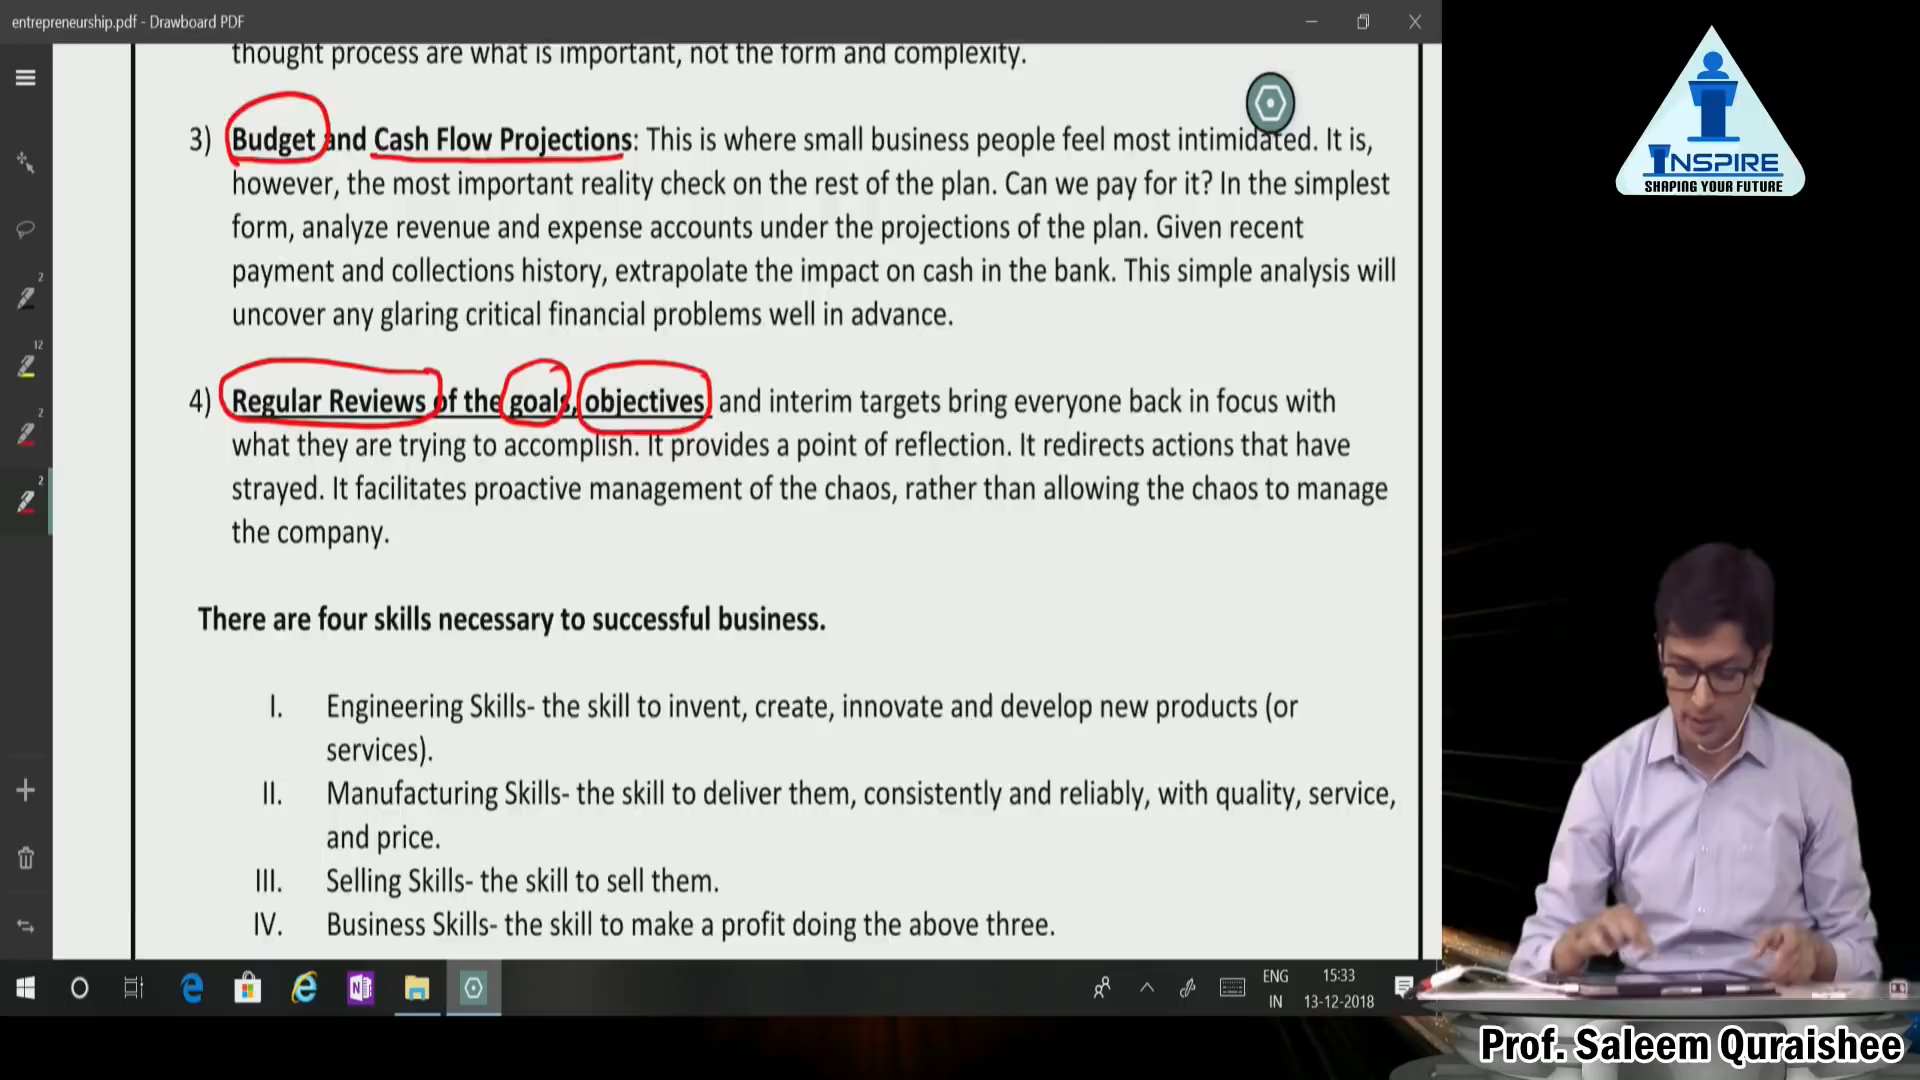 entrepreneurship.pdf - Drawboard PDF
thought process are what is important, not the form and complexity.
3) Budget and Cash Flow Projections: This is where small business people feel most intimidated. It is,
however, the most important reality check on the rest of the plan. Can we pay for it? In the simplest
form, analyze revenue and expense accounts under the projections of the plan. Given recent
payment and collections history, extrapolate the impact on cash in the bank. This simple analysis will
uncover any glaring critical financial problems well in advance.
4) Regular Reviews of the goals, objectives and interim targets bring everyone back in focus with
what they are trying to accomplish. It provides a point of reflection. It redirects actions that have
strayed. It facilitates proactive management of the chaos, rather than allowing the chaos to manage
the company.
There are four skills necessary to successful business.
I. Engineering Skills- the skill to invent, create, innovate and develop new products (or
services).
II. Manufacturing Skills- the skill to deliver them, consistently and reliably, with quality, service,
and price.
III. Selling Skills- the skill to sell them.
IV. Business Skills- the skill to make a profit doing the above three.
2
12
2
2
ENG
IN
15:33
13-12-2018
INSPIRE
SHAPING YOUR FUTURE
Prof. Saleem Quraishee